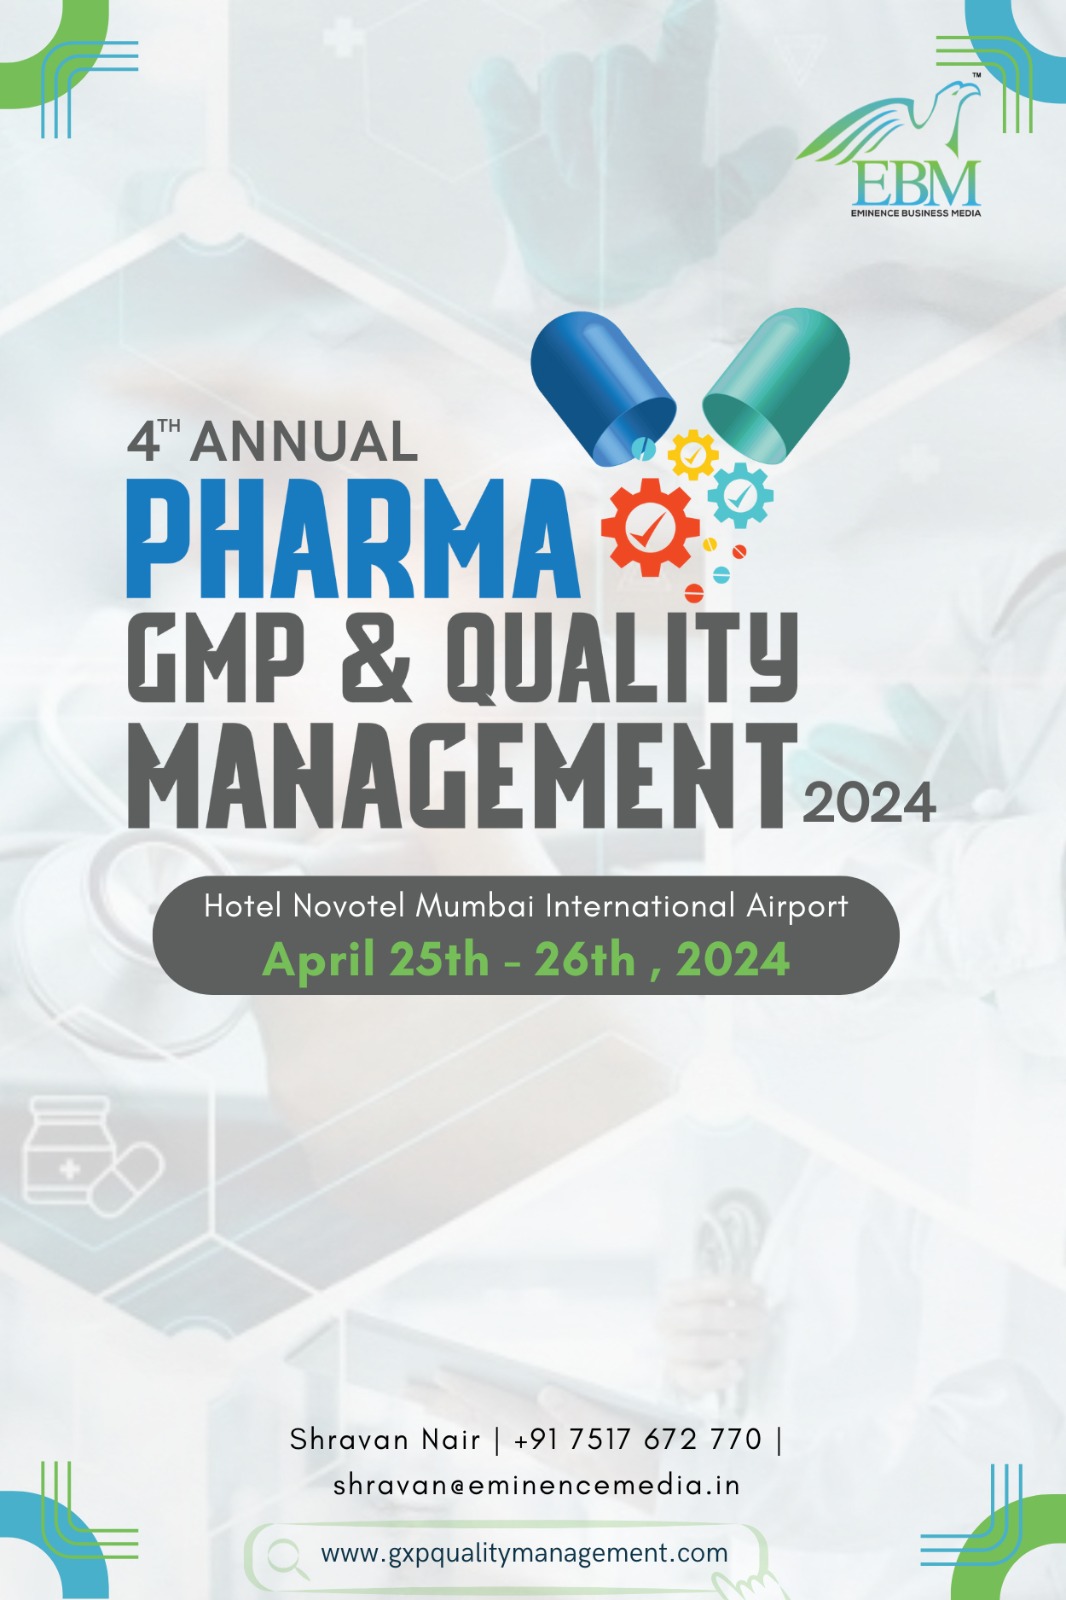 TM
EBM
EMINENCE BUSINESS MEDIA
4TH ANNUAL
PHARMA
GMP & QUALITY
MANAGEMENT 2024
Hotel Novotel Mumbai International Airport
April 25th - 26th , 2024
Shravan Nair | +91 7517 672 770 |
shravan@eminencemedia.in
www.gxpqualitymanagement.com